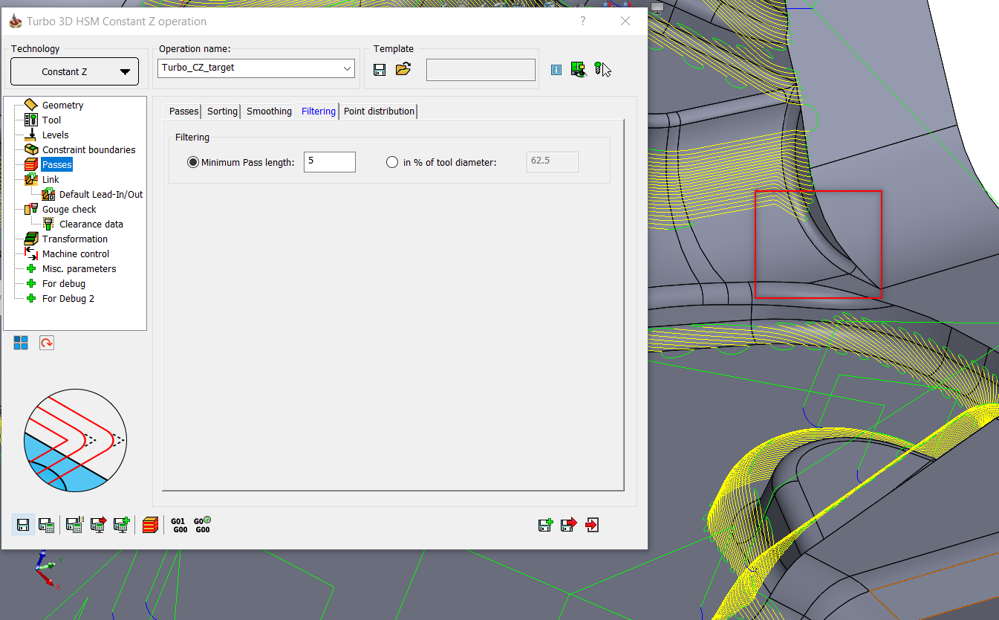 Turbo 3D HSM Constant Z operation
?
Technology
Constant Z
Operation name:
Turbo_CZ_target
Template
Geometry
Tool
Levels
Constraint boundaries
Passes
Link
Default Lead-In/Out
Gouge check
Clearance data
Transformation
Machine control
Misc. parameters
For debug
For Debug 2
Passes Sorting Smoothing Filtering Point distribution
Filtering
Minimum Pass length: 5 in % of tool diameter: 62.5
G01 G0
G00 G00
Y
X